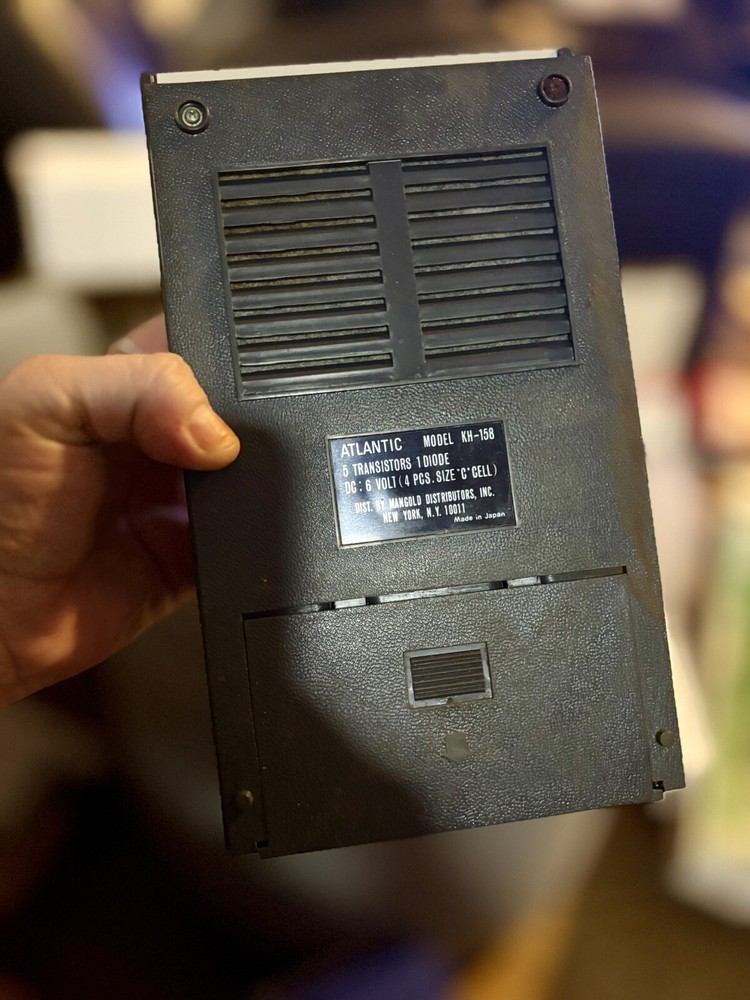 ATLANTIC MODEL KH-158
5 TRANSISTORS 1 DIODE
DC: 6 VOLT (4 PCS. SIZE "C" CELL)
DIST. BY MANGOLD DISTRIBUTORS, INC.
NEW YORK, N.Y. 10011
Made in Japan